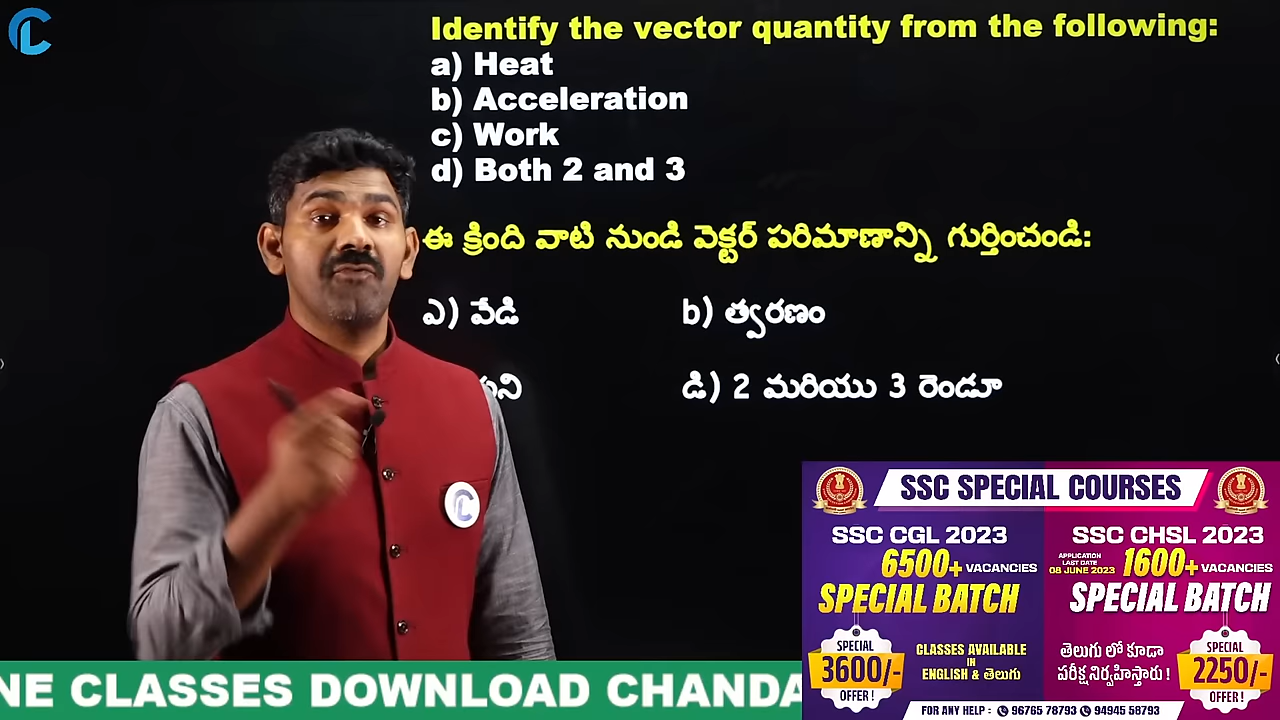 Identify the vector quantity from the following:
a) Heat
b) Acceleration
c) Work
d) Both 2 and 3
ఈ క్రింది వాటి నుండి వెక్టర్ పరిమాణాన్ని గుర్తించండి:
ఎ) వేడి b) త్వరణం
డి) 2 మరియు 3 రెండూ
SSC SPECIAL COURSES
SSC CGL 2023
6500+ VACANCIES
SPECIAL BATCH
SPECIAL
3600/-
OFFER !
CLASSES AVAILABLE
IN
ENGLISH & తెలుగు
SSC CHSL 2023
APPLICATION
LAST DATE
08 JUNE 2023
1600+ VACANCIES
SPECIAL BATCH
తెలుగు లో కూడా
పరీక్ష నిర్వహిస్తారు !
SPECIAL
2250/-
OFFER !
FOR ANY HELP : 96765 78793 94945 58793
NE CLASSES DOWNLOAD CHANDA